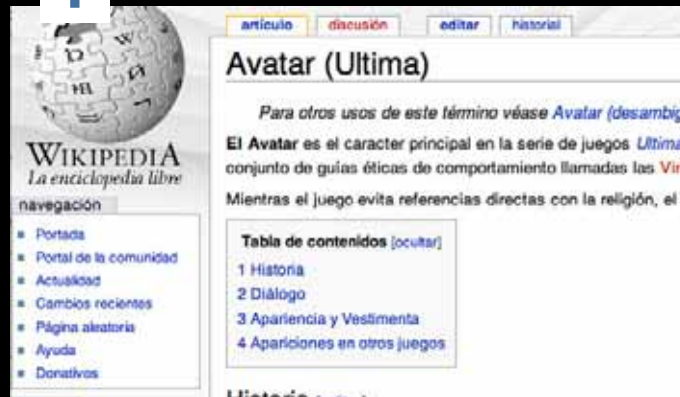 artículo discusión editar historial
Avatar (Ultima)
Para otros usos de este término véase Avatar
El Avatar es el caracter principal en la serie de juegos Ultima
conjunto de guías éticas de comportamiento llamadas las
Mientras el juego evita referencias directas con la religión, el
Tabla de contenidos [ocultar]
1 Historia
2 Diálogo
3 Apariencia y Vestimenta
4 Apariciones en otros juegos
Historia
WIKIPEDIA
La enciclopedia libre
navegación
Portada
Portal de la comunidad
Actualidad
Cambios recientes
Página aleatoria
Ayuda
Donativos